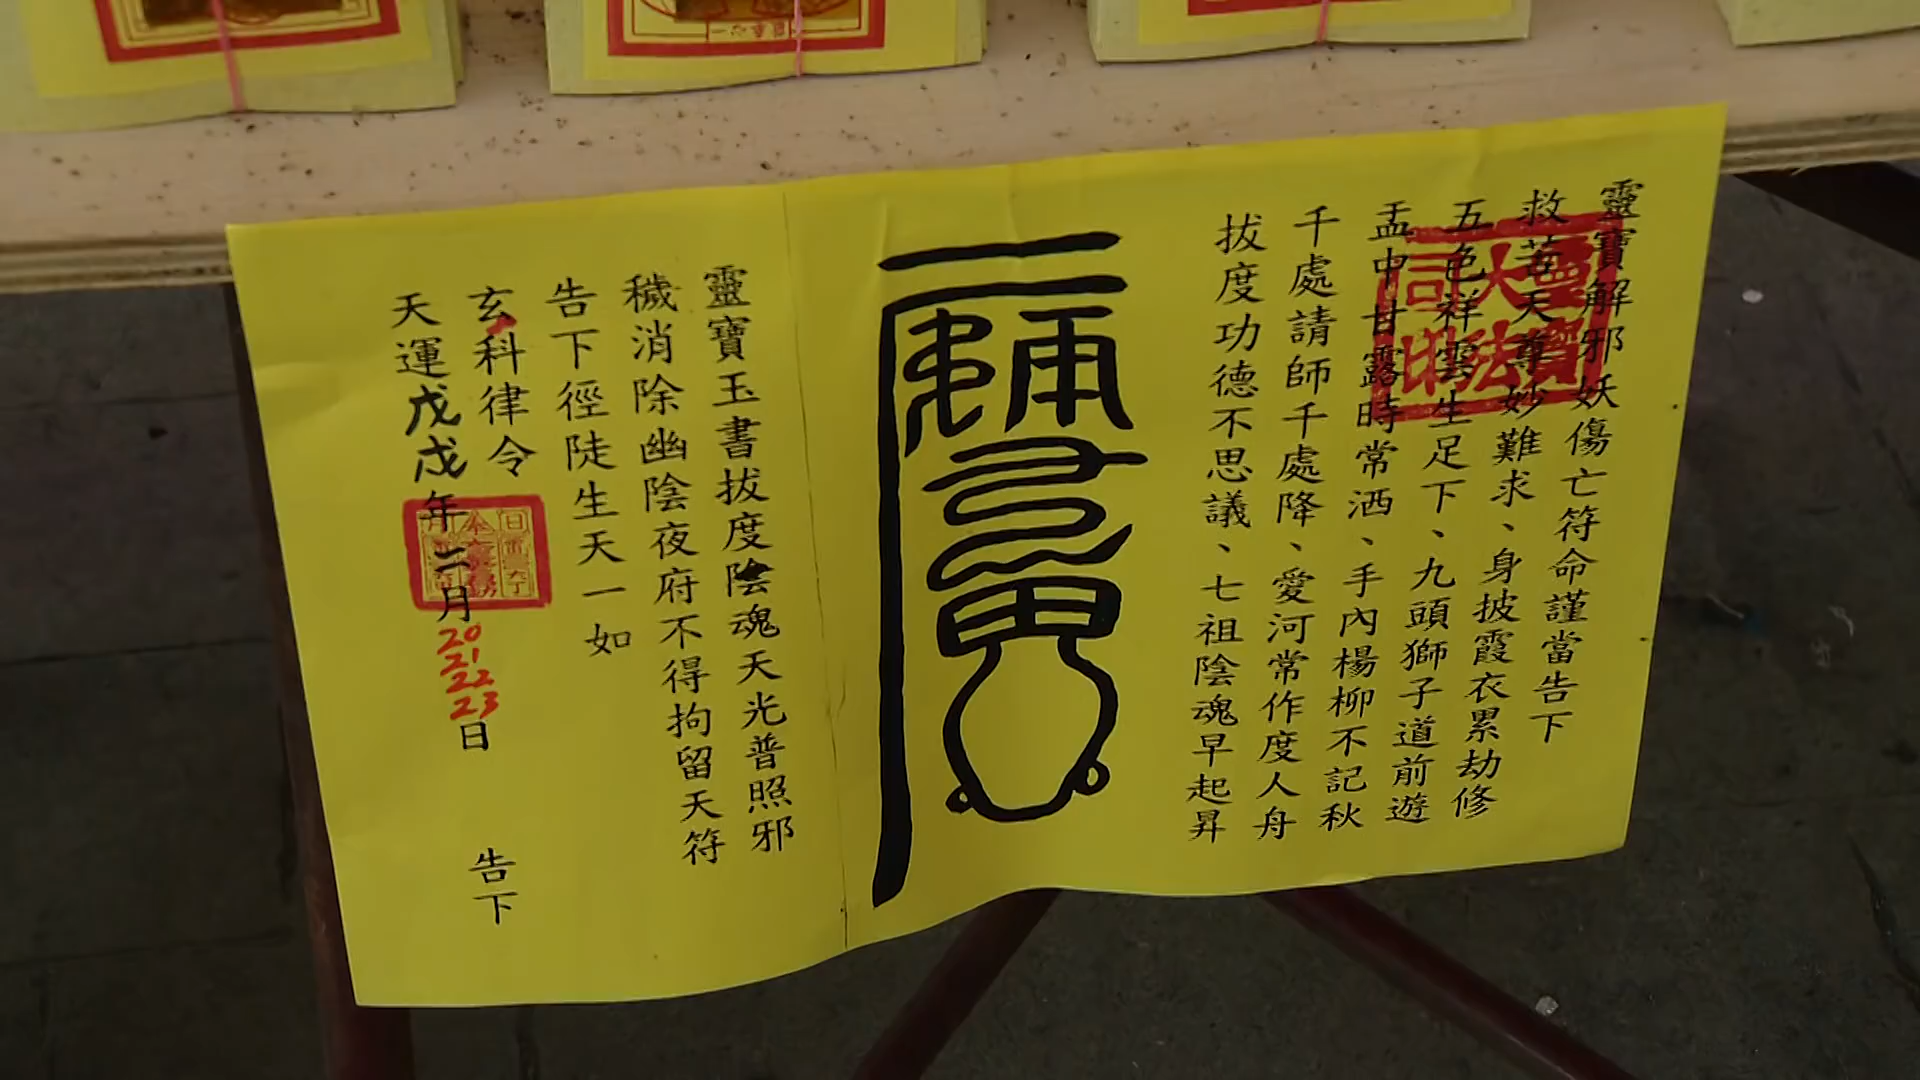 靈寶解邪妖傷亡符命謹當告下
救苦天尊妙難求、身披霞衣累劫修
五色祥雲生足下、九頭獅子道前遊
盂中甘露時常洒、手內楊柳不記秋
千處請師千處降、愛河常作度人舟
拔度功德不思議、七祖陰魂早起昇
靈寶玉書拔度陰魂天光普照邪
穢消除幽陰夜府不得拘留天符
告下徑陡生天一如
玄科律令
天運戊戌年二月20 21 22 23日 告下